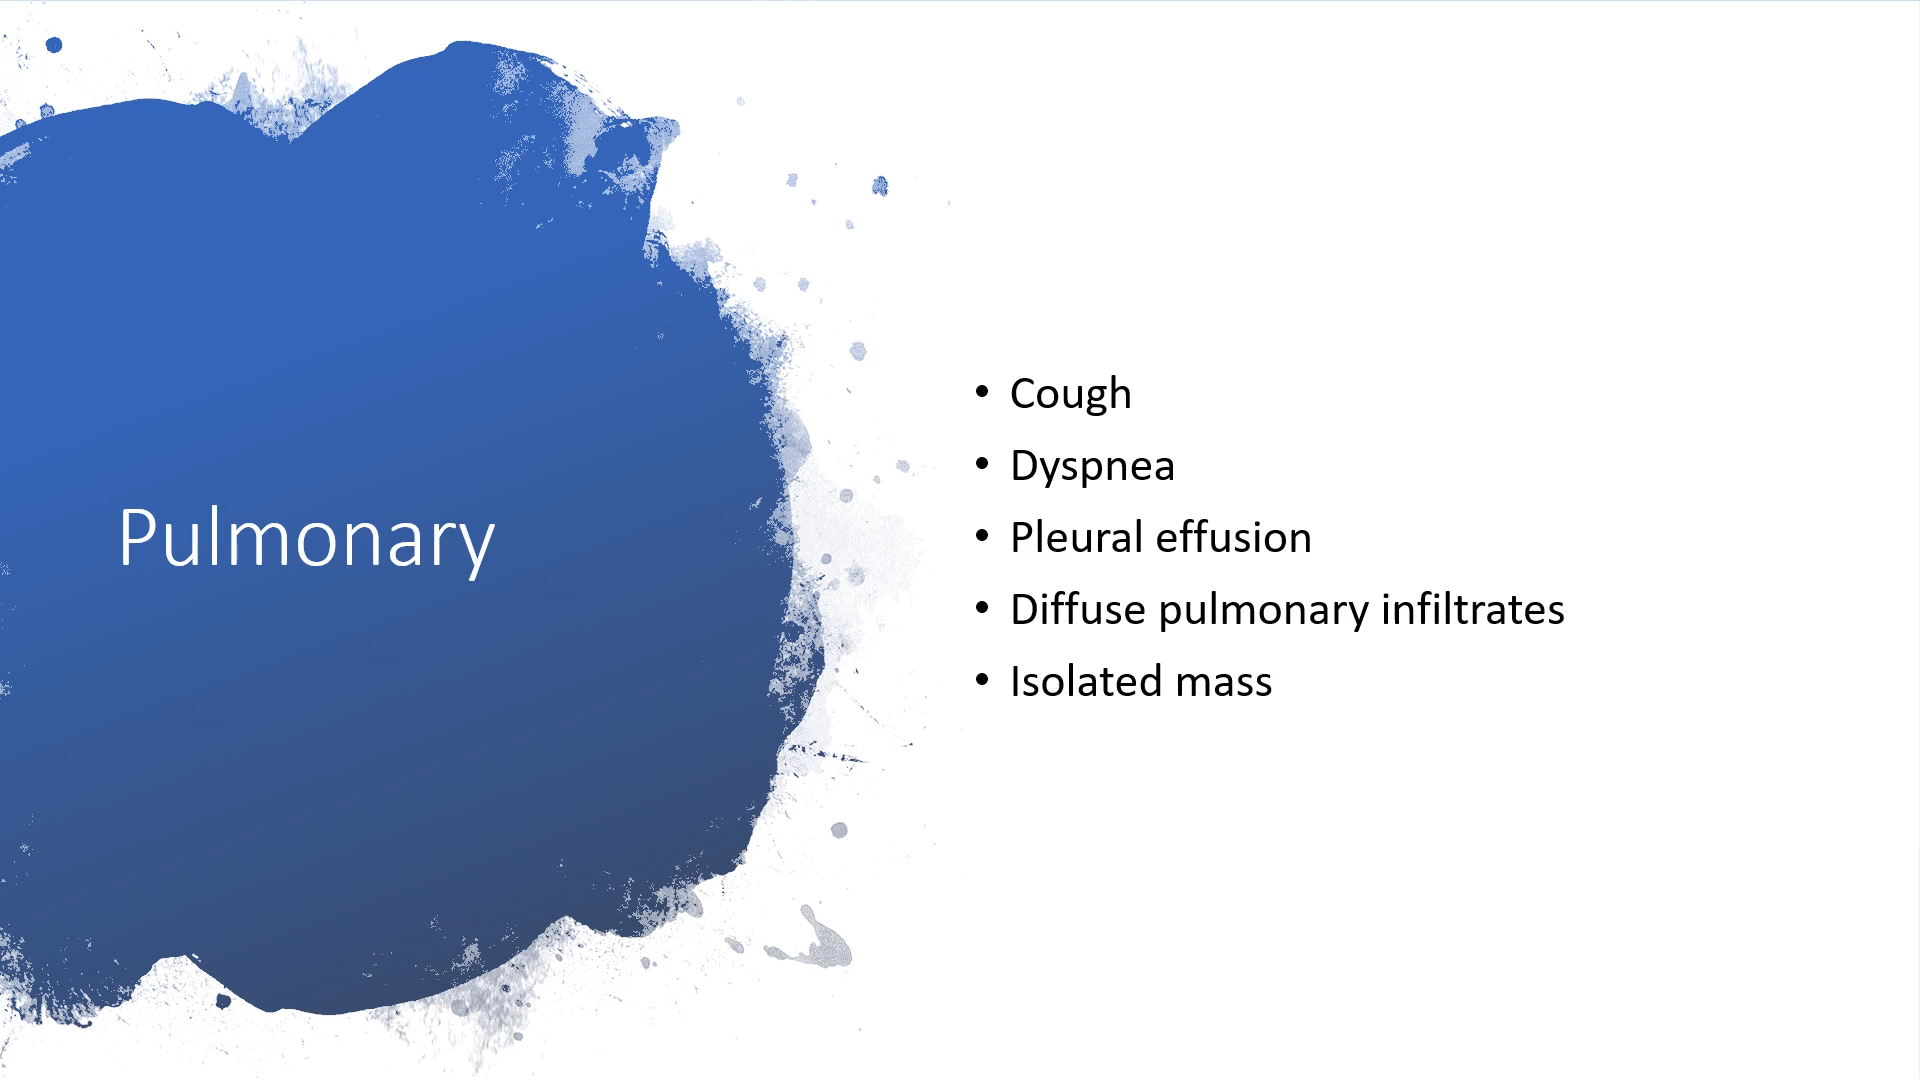 Pulmonary
• Cough
• Dyspnea
• Pleural effusion
• Diffuse pulmonary infiltrates
• Isolated mass